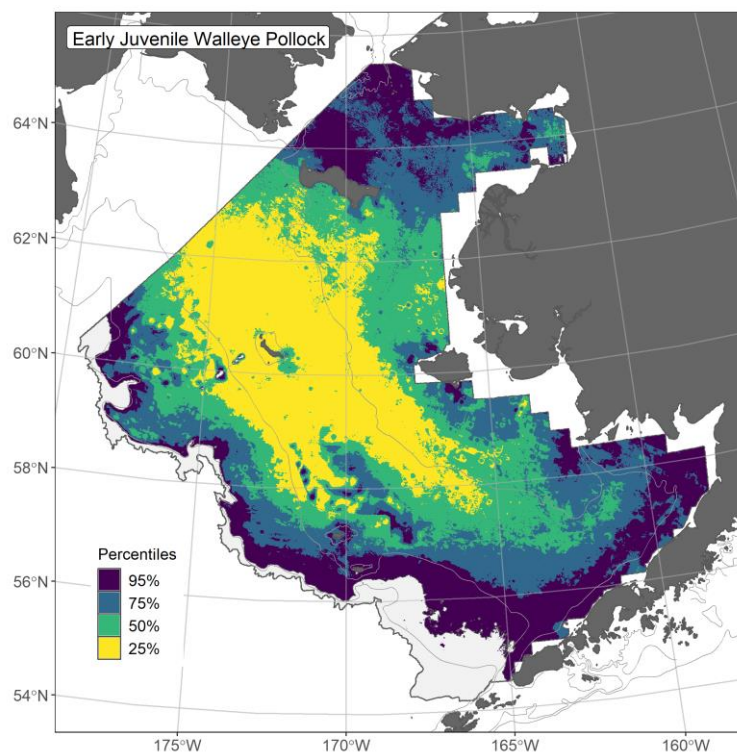 Early Juvenile Walleye Pollock
64°N
62°N
60°N
58°N
56°N
54°N
Percentiles
95%
75%
50%
25%
175°W
170°W
165°W
160°W